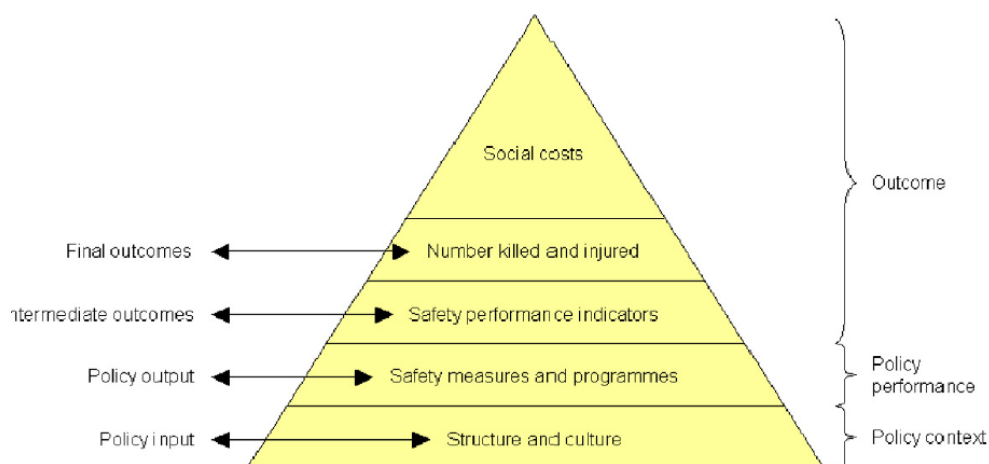 Social costs
Outcome
Final outcomes
Number killed and injured
ntermediate outcomes
Safety performance indicators
Policy output
Safety measures and programmes
Policy
performance
Policy input
Structure and culture
Policy context